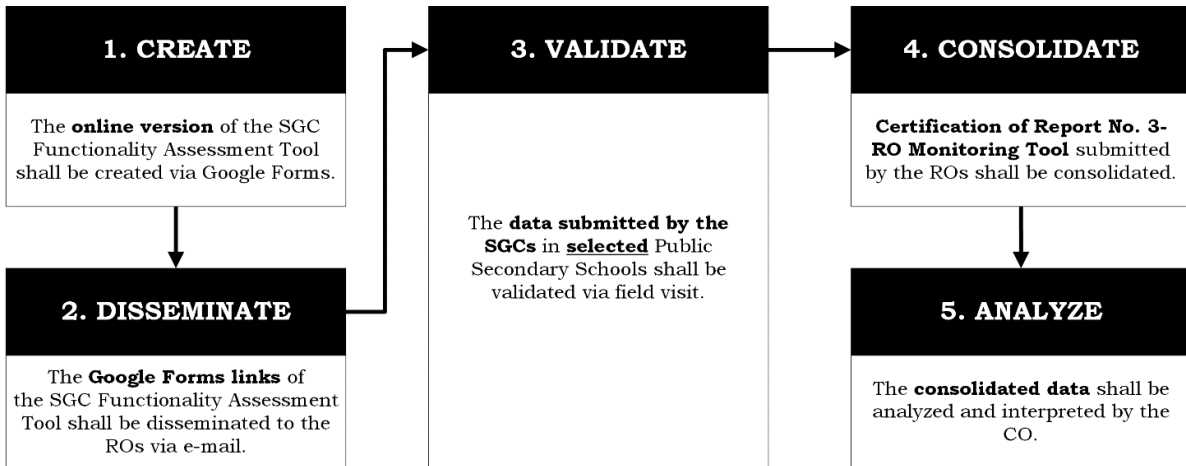 1. CREATE
The online version of the SGC
Functionality Assessment Tool
shall be created via Google Forms.
2. DISSEMINATE
The Google Forms links of
the SGC Functionality Assessment
Tool shall be disseminated to the
ROs via e-mail.
3. VALIDATE
The data submitted by the
SGCs in selected Public
Secondary Schools shall be
validated via field visit.
4. CONSOLIDATE
Certification of Report No. 3-
RO Monitoring Tool submitted
by the ROs shall be consolidated.
5. ANALYZE
The consolidated data shall be
analyzed and interpreted by the
CO.